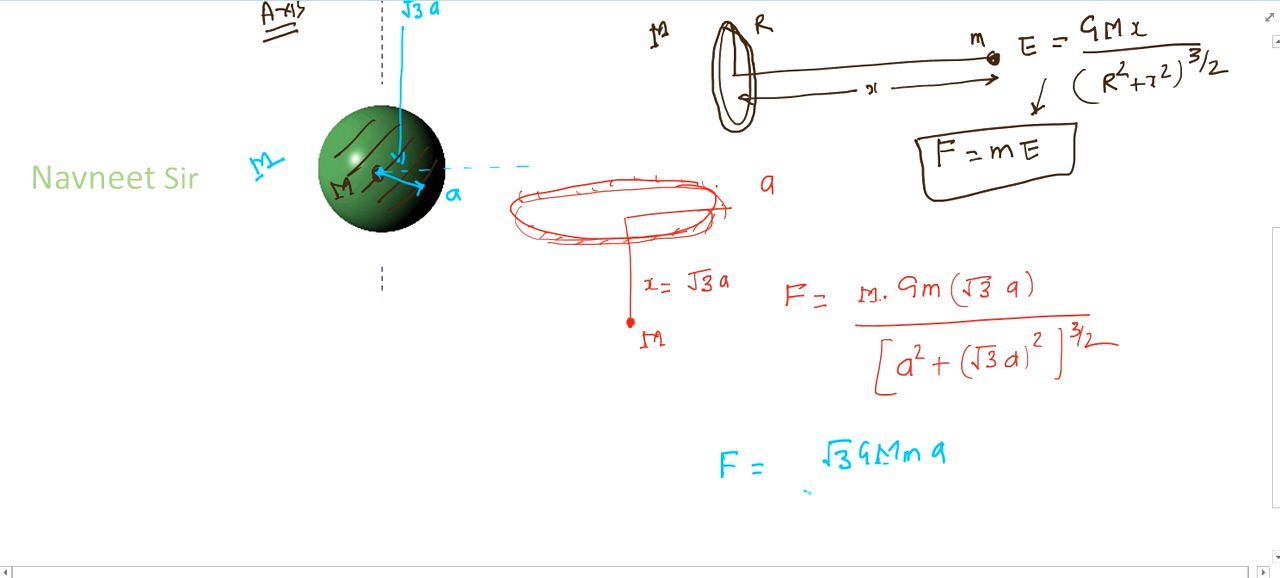 Axis
√3 a
M
R
m
E = GMx / (R²+x²)^3/2
x
F = mE
Navneet Sir
M
M
a
a
x = √3 a
M
F = M. Gm (√3 a) / [a² + (√3 a)²]^3/2
F = √3 GMm a